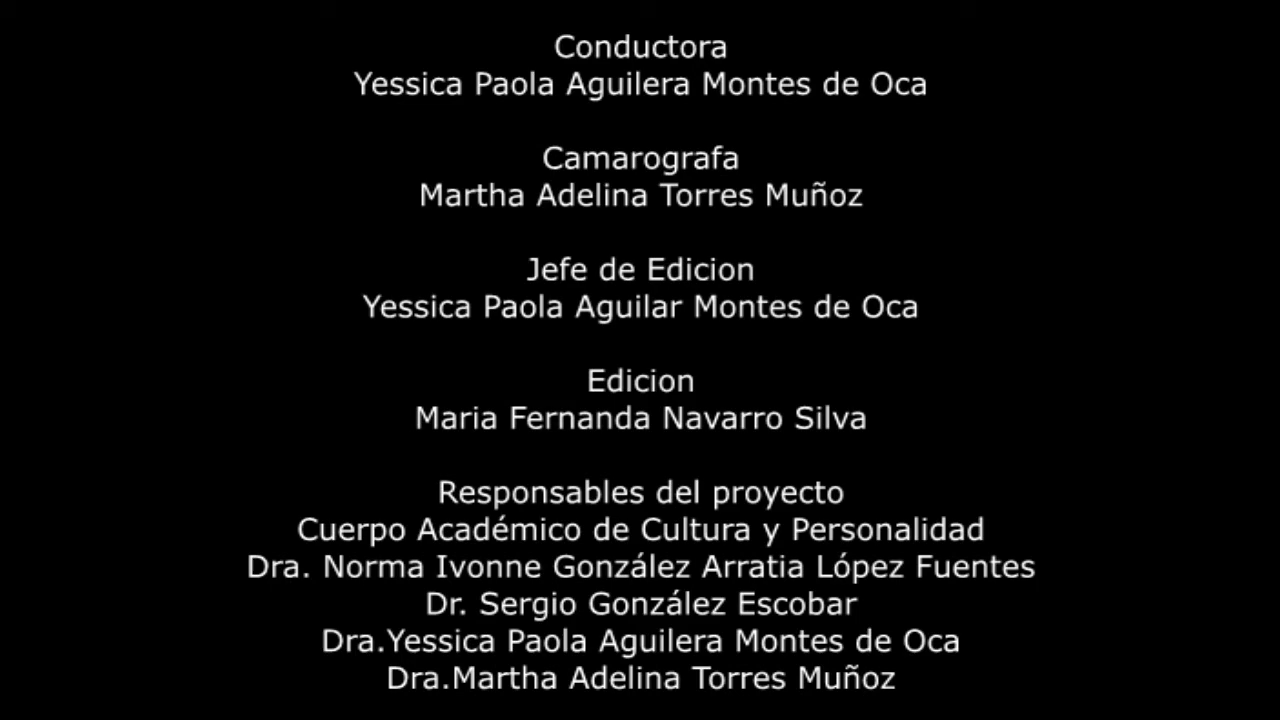 Conductora
Yessica Paola Aguilera Montes de Oca
Camarografa
Martha Adelina Torres Muñoz
Jefe de Edicion
Yessica Paola Aguilar Montes de Oca
Edicion
Maria Fernanda Navarro Silva
Responsables del proyecto
Cuerpo Académico de Cultura y Personalidad
Dra. Norma Ivonne González Arratia López Fuentes
Dr. Sergio González Escobar
Dra.Yessica Paola Aguilera Montes de Oca
Dra.Martha Adelina Torres Muñoz